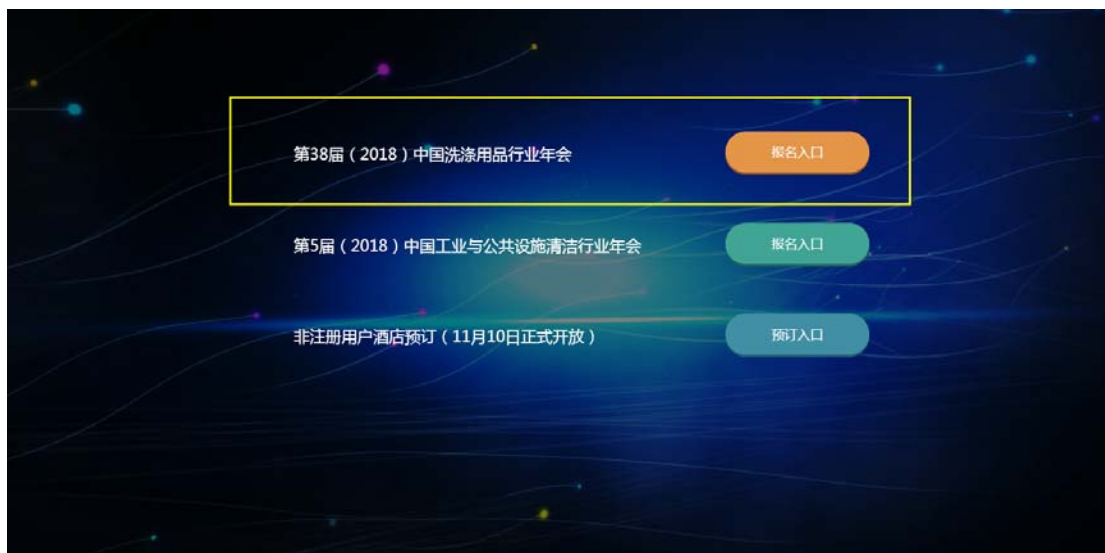 第38届（2018）中国洗涤用品行业年会
报名入口
第5届（2018）中国工业与公共设施清洁行业年会
报名入口
非注册用户酒店预订（11月10日正式开放）
预订入口